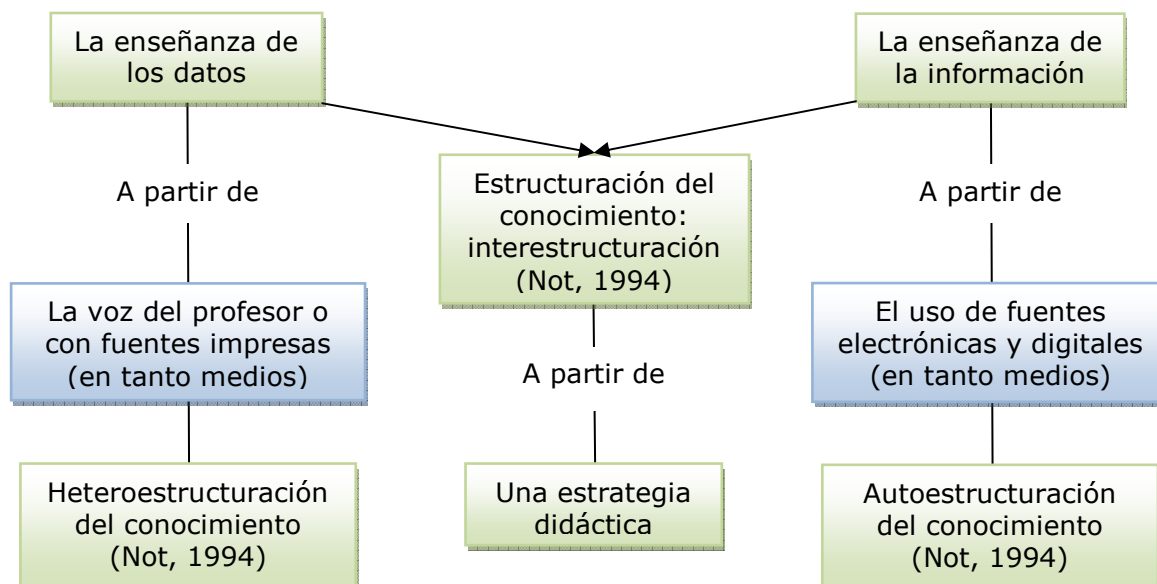 La enseñanza de
los datos
La enseñanza de
la información
A partir de
Estructuración del
conocimiento:
interestructuración
(Not, 1994)
A partir de
La voz del profesor o
con fuentes impresas
(en tanto medios)
A partir de
El uso de fuentes
electrónicas y digitales
(en tanto medios)
Heteroestructuración
del conocimiento
(Not, 1994)
Una estrategia
didáctica
Autoestructuración
del conocimiento
(Not, 1994)